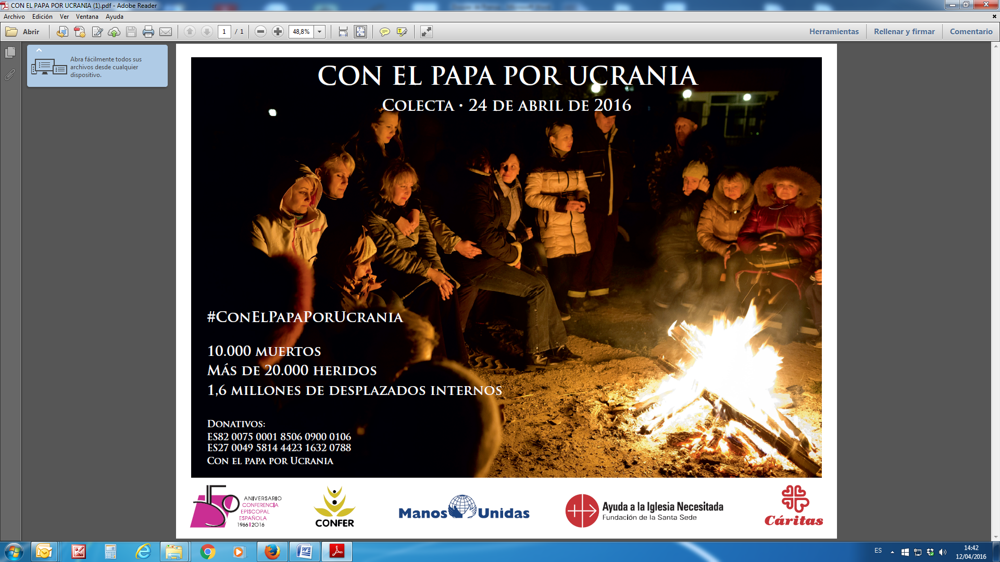 CON EL PAPA POR UCRANIA (1).pdf - Adobe Reader
Archivo Edición Ver Ventana Ayuda
Abrir 1 / 1 48,8% Herramientas Rellenar y firmar Comentario
Abra fácilmente todos sus
archivos desde cualquier
dispositivo.
CON EL PAPA POR UCRANIA
COLECTA · 24 DE ABRIL DE 2016
#CONELPAPAPORUCRANIA
10.000 MUERTOS
MÁS DE 20.000 HERIDOS
1,6 MILLONES DE DESPLAZADOS INTERNOS
DONATIVOS:
ES82 0075 0001 8506 0900 0106
ES27 0049 5814 4423 1632 0788
CON EL PAPA POR UCRANIA
50 ANIVERSARIO
CONFERENCIA
EPISCOPAL
ESPAÑOLA
1966|2016
CONFER
Manos Unidas
Ayuda a la Iglesia Necesitada
Fundación de la Santa Sede
Cáritas
ES
14:42
12/04/2016